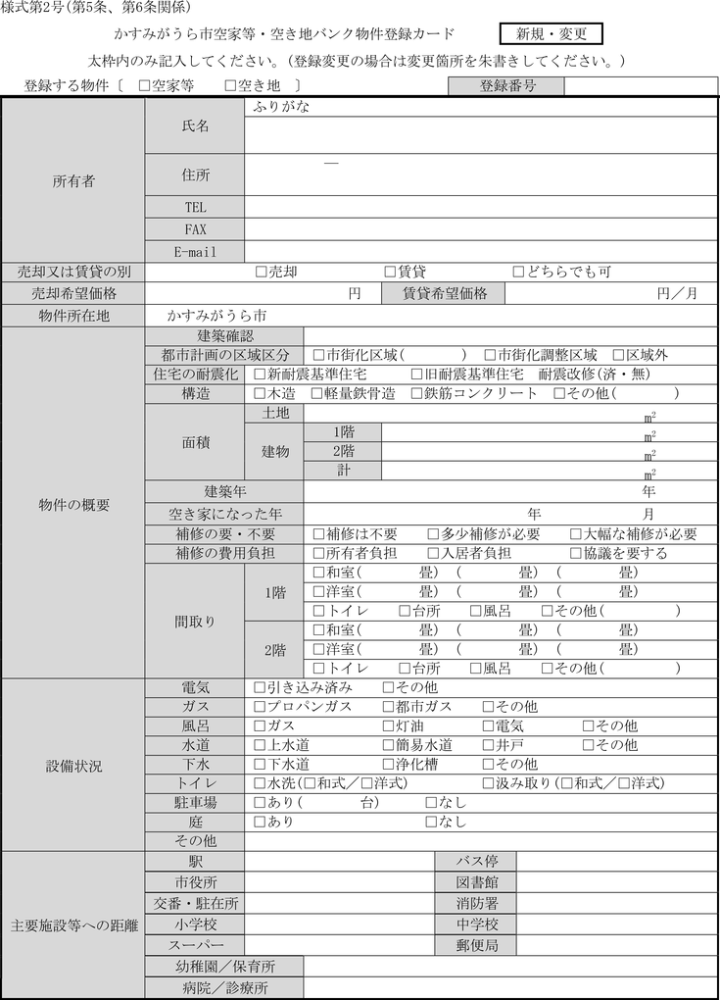 様式第2号(第5条、第6条関係)
かすみがうら市空家等・空き地バンク物件登録カード　新規・変更
太枠内のみ記入してください。(登録変更の場合は変更箇所を朱書きしてください。)
登録する物件〔　□空家等　□空き地　〕　登録番号
所有者
氏名
ふりがな
住所
―
TEL
FAX
E-mail
売却又は賃貸の別　□売却　□賃貸　□どちらでも可
売却希望価格　円　賃貸希望価格　円／月
物件所在地　かすみがうら市
物件の概要
建築確認
都市計画の区域区分　□市街化区域(　　)　□市街化調整区域　□区域外
住宅の耐震化　□新耐震基準住宅　□旧耐震基準住宅　耐震改修(済・無)
構造　□木造　□軽量鉄骨造　□鉄筋コンクリート　□その他(　　)
面積
土地　m²
建物
1階　m²
2階　m²
計　m²
建築年　年
空き家になった年　年　月
補修の要・不要　□補修は不要　□多少補修が必要　□大幅な補修が必要
補修の費用負担　□所有者負担　□入居者負担　□協議を要する
間取り
1階
□和室(　　畳)　(　　畳)　(　　畳)
□洋室(　　畳)　(　　畳)　(　　畳)
□トイレ　□台所　□風呂　□その他(　　)
2階
□和室(　　畳)　(　　畳)　(　　畳)
□洋室(　　畳)　(　　畳)　(　　畳)
□トイレ　□台所　□風呂　□その他(　　)
設備状況
電気　□引き込み済み　□その他
ガス　□プロパンガス　□都市ガス　□その他
風呂　□ガス　□灯油　□電気　□その他
水道　□上水道　□簡易水道　□井戸　□その他
下水　□下水道　□浄化槽　□その他
トイレ　□水洗(□和式／□洋式)　□汲み取り(□和式／□洋式)
駐車場　□あり(　　台)　□なし
庭　□あり　□なし
その他
主要施設等への距離
駅　バス停
市役所　図書館
交番・駐在所　消防署
小学校　中学校
スーパー　郵便局
幼稚園／保育所
病院／診療所